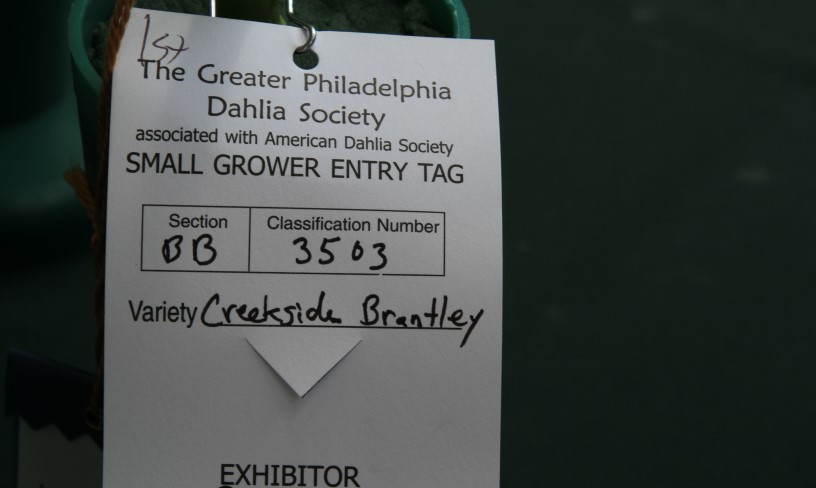 1st
The Greater Philadelphia
Dahlia Society
associated with American Dahlia Society
SMALL GROWER ENTRY TAG
Section Classification Number
BB 3503
Variety Creekside Brantley
EXHIBITOR